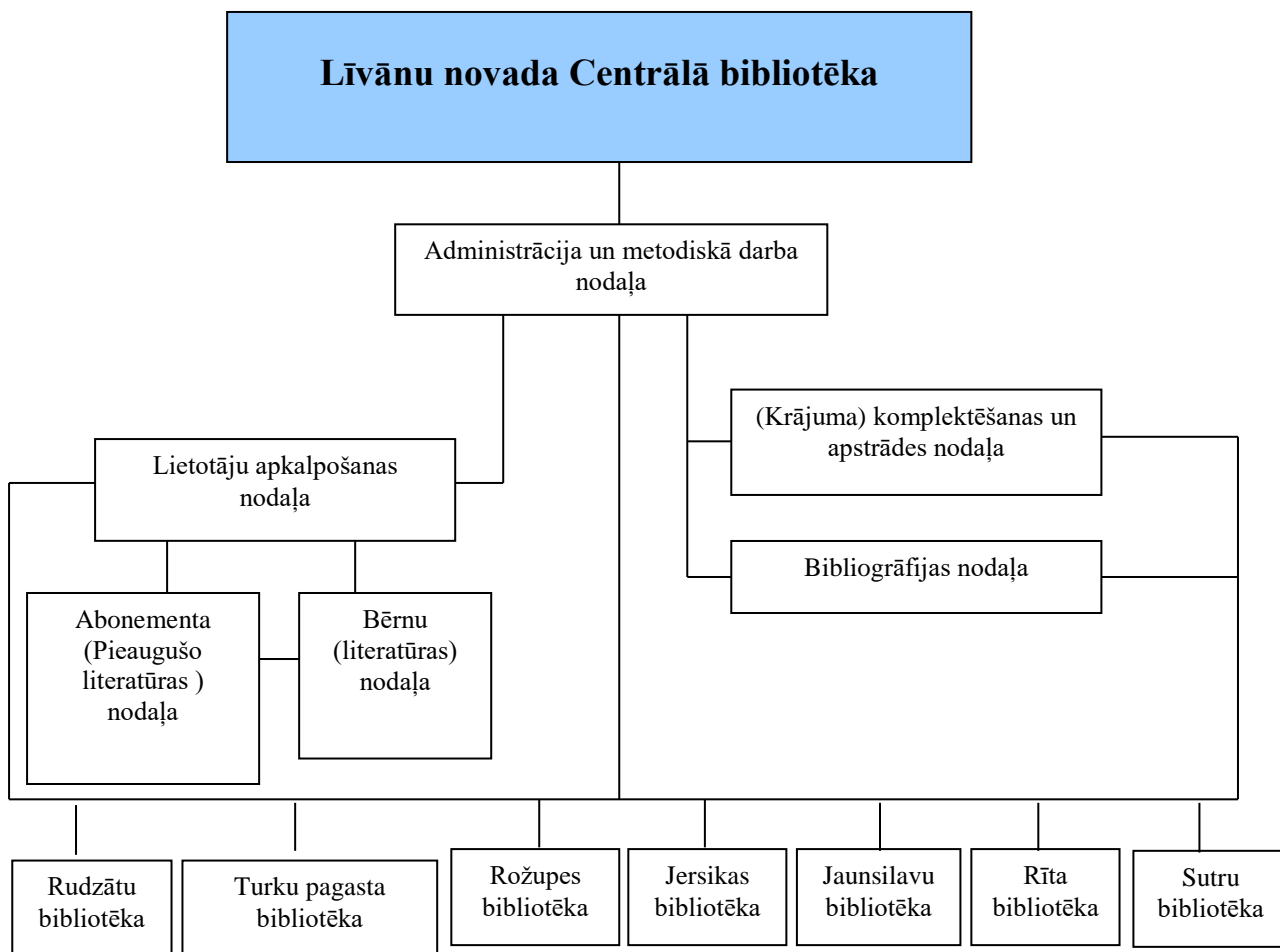 Līvānu novada Centrālā bibliotēka
Administrācija un metodiskā darba
nodaļa
(Krājuma) komplektēšanas un
apstrādes nodaļa
Lietotāju apkalpošanas
nodaļa
Bibliogrāfijas nodaļa
Abonementa
(Pieaugušo
literatūras )
nodaļa
Bērnu
(literatūras)
nodaļa
Rudzātu
bibliotēka
Turku pagasta
bibliotēka
Rožupes
bibliotēka
Jersikas
bibliotēka
Jaunsilavu
bibliotēka
Rīta
bibliotēka
Sutru
bibliotēka